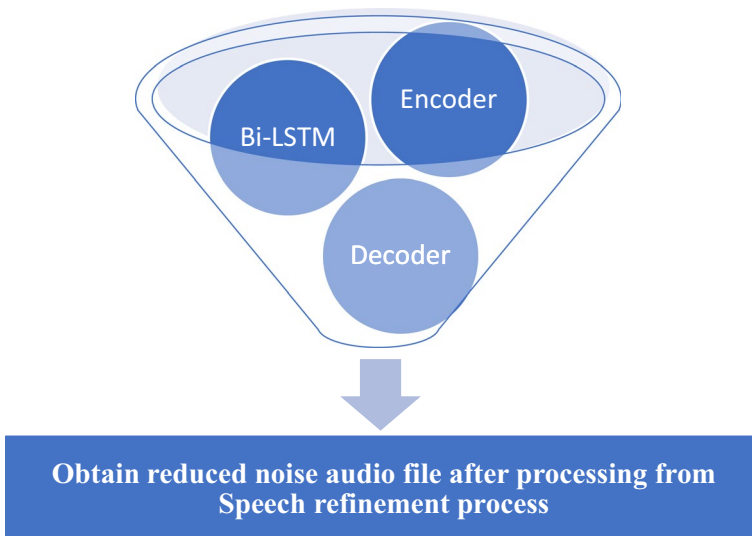 Encoder
Bi-LSTM
Decoder
Obtain reduced noise audio file after processing from
Speech refinement process